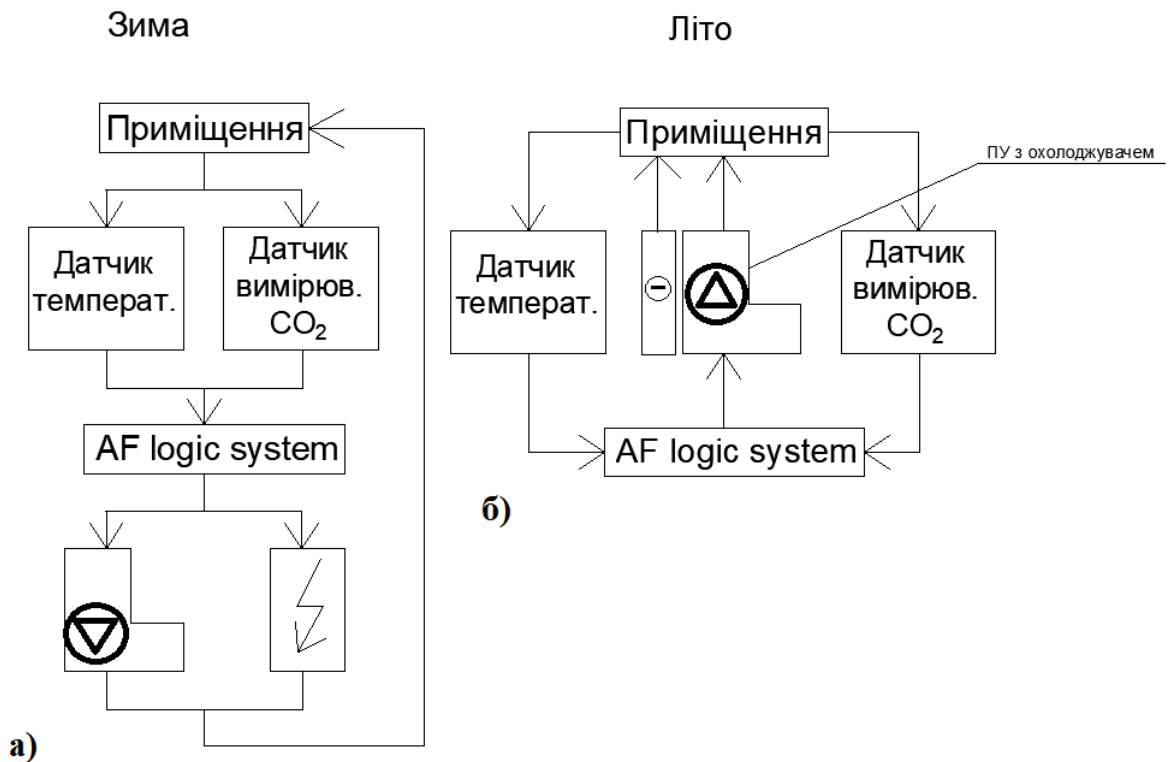 Зима
Приміщення
Датчик
температ.
Датчик
вимірюв.
CO₂
AF logic system
а)
Літо
Приміщення
ПУ з охолоджувачем
Датчик
температ.
Датчик
вимірюв.
CO₂
AF logic system
б)